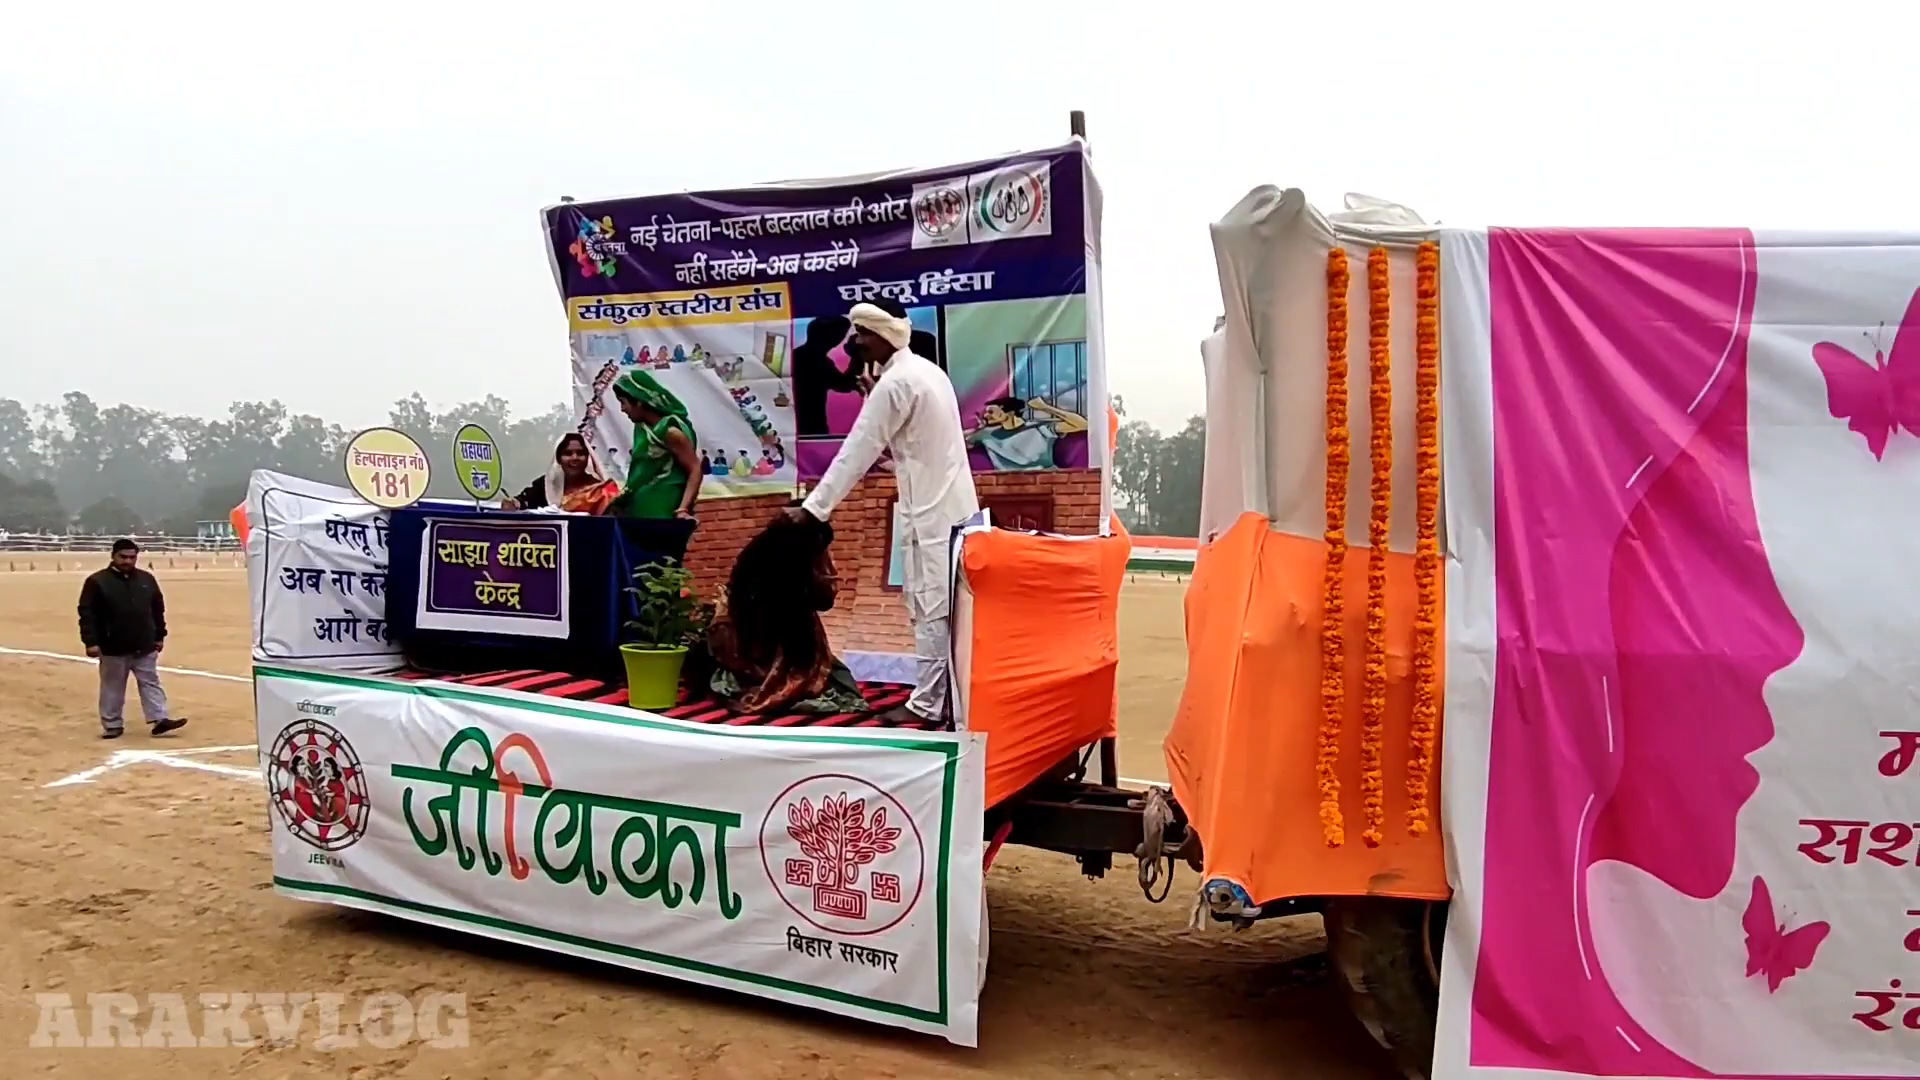 नई चेतना-पहल बदलाव की ओर
नहीं सहेंगे-अब कहेंगे
संकुल स्तरीय संघ
घरेलू हिंसा
हेल्पलाइन नं0
181
सहायता
केन्द्र
घरेलू
अब ना
आगे
साझा शक्ति
केन्द्र
जीविका
JEEVIKA
जीविका
बिहार सरकार
ARAKVLOG